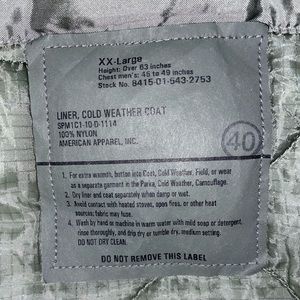 XX-Large
Height: Over 63 inches
Chest men's: 45 to 49 inches
Stock No. 8415-01-543-2753
LINER, COLD WEATHER COAT
SPM1C1-10-D-1114
100% NYLON
AMERICAN APPAREL, INC.
40
1. For extra warmth, button into Coat, Cold Weather, Field, or wear
as a separate garment in the Parka, Cold Weather, Camouflage.
2. Dry liner and coat separately when damp or wet.
3. Avoid contact with heated stoves, open fires, or other heat
sources; fabric may fuse.
4. Wash by hand or machine in warm water with mild soap or detergent,
rinse thoroughly, and drip dry or tumble dry, medium setting.
DO NOT DRY CLEAN.
DO NOT REMOVE THIS LABEL